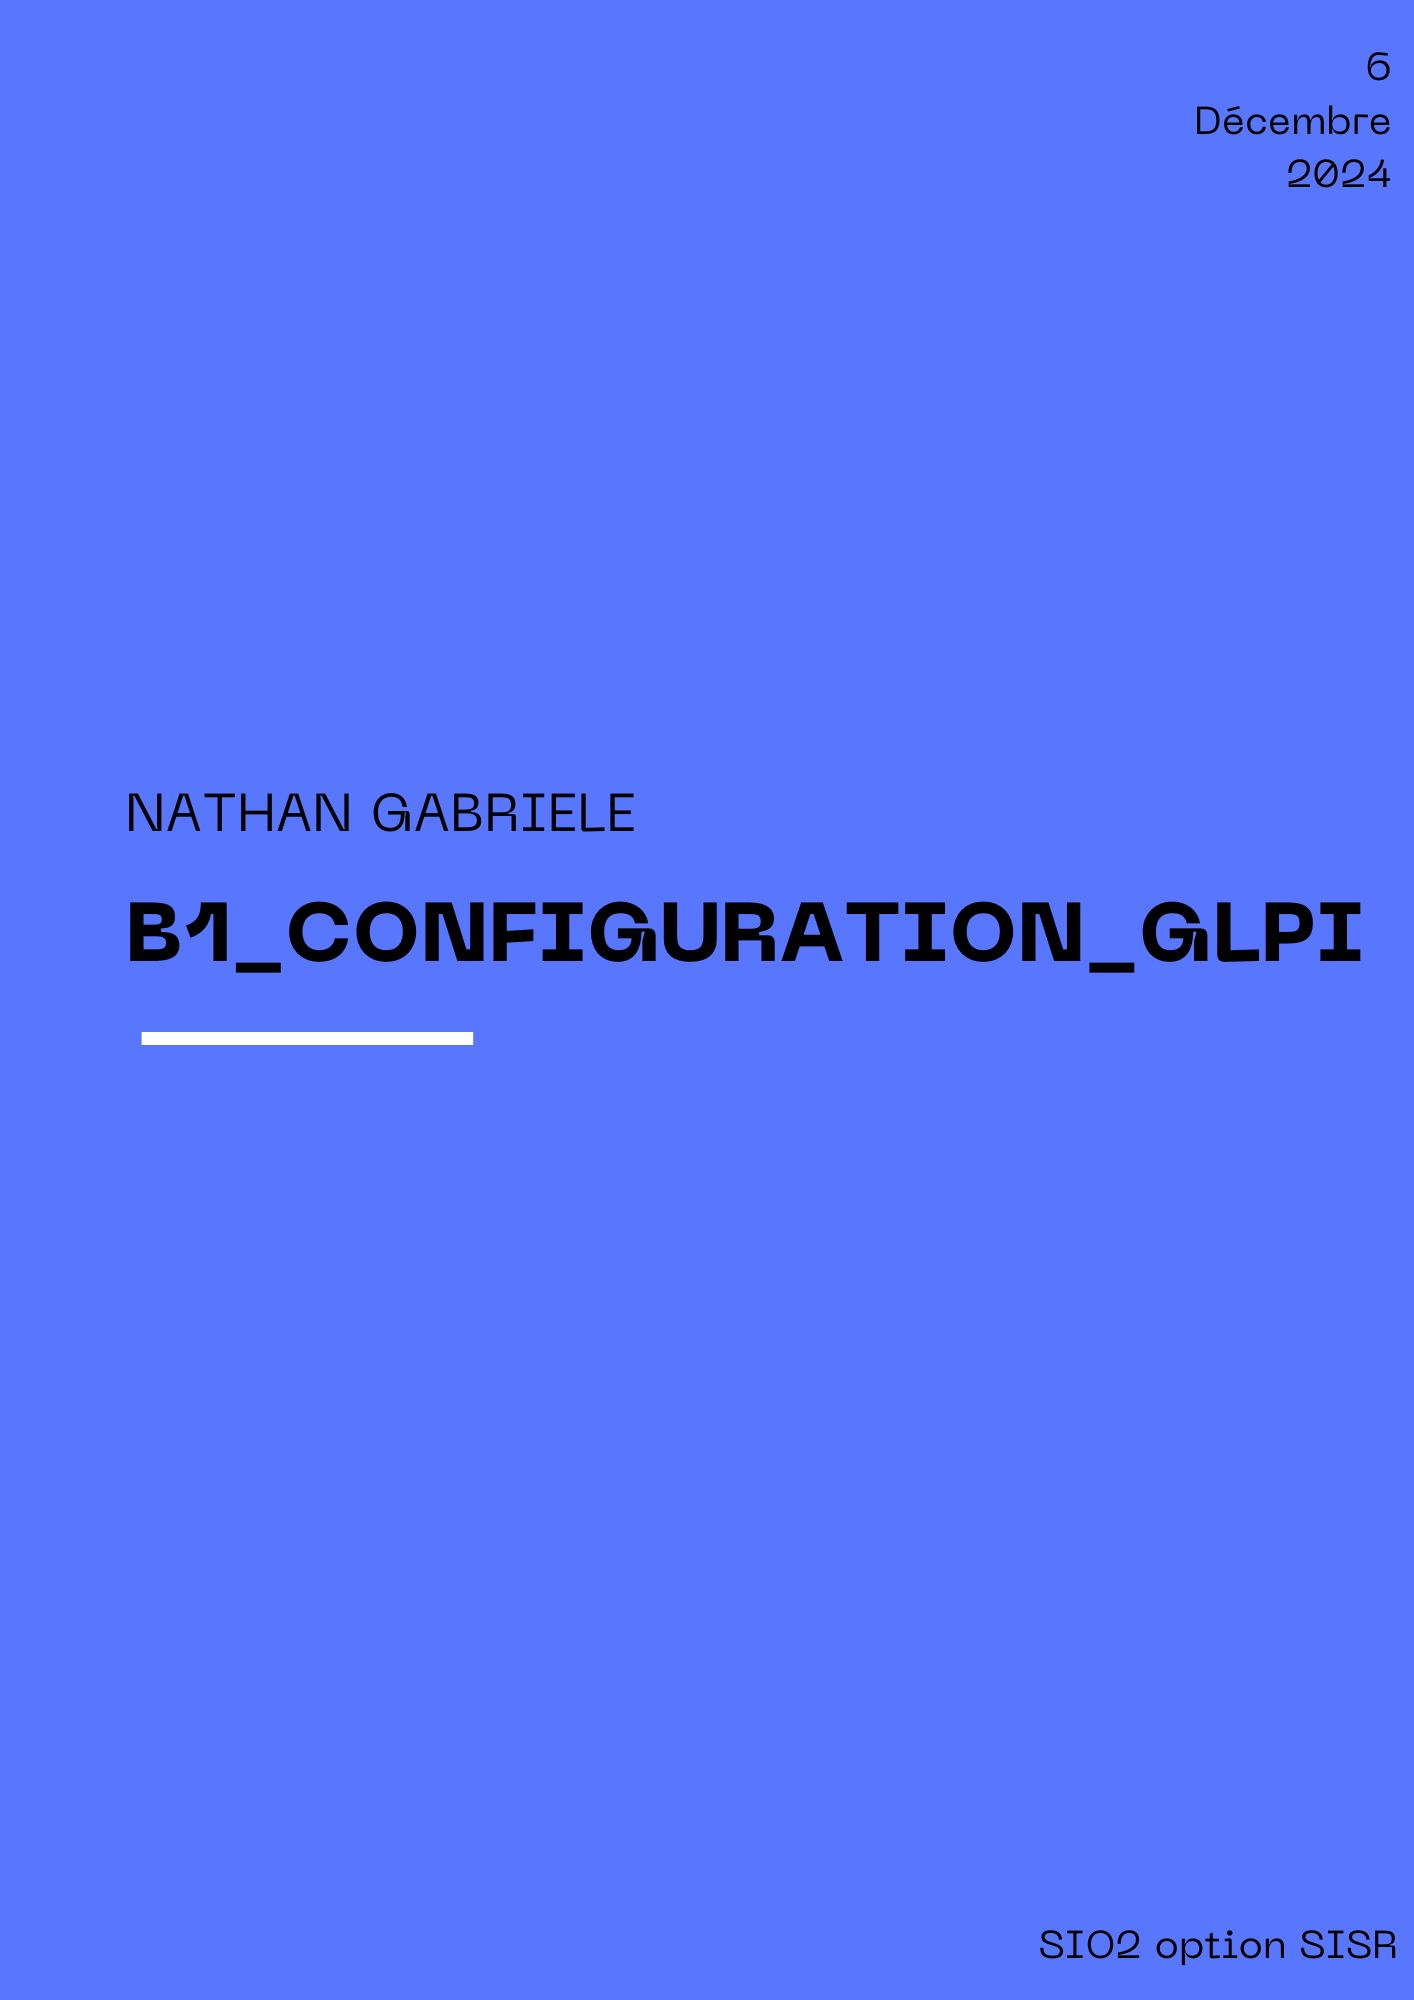 6
Décembre
2024
NATHAN GABRIELE
B1_CONFIGURATION_GLPI
SIO2 option SISR